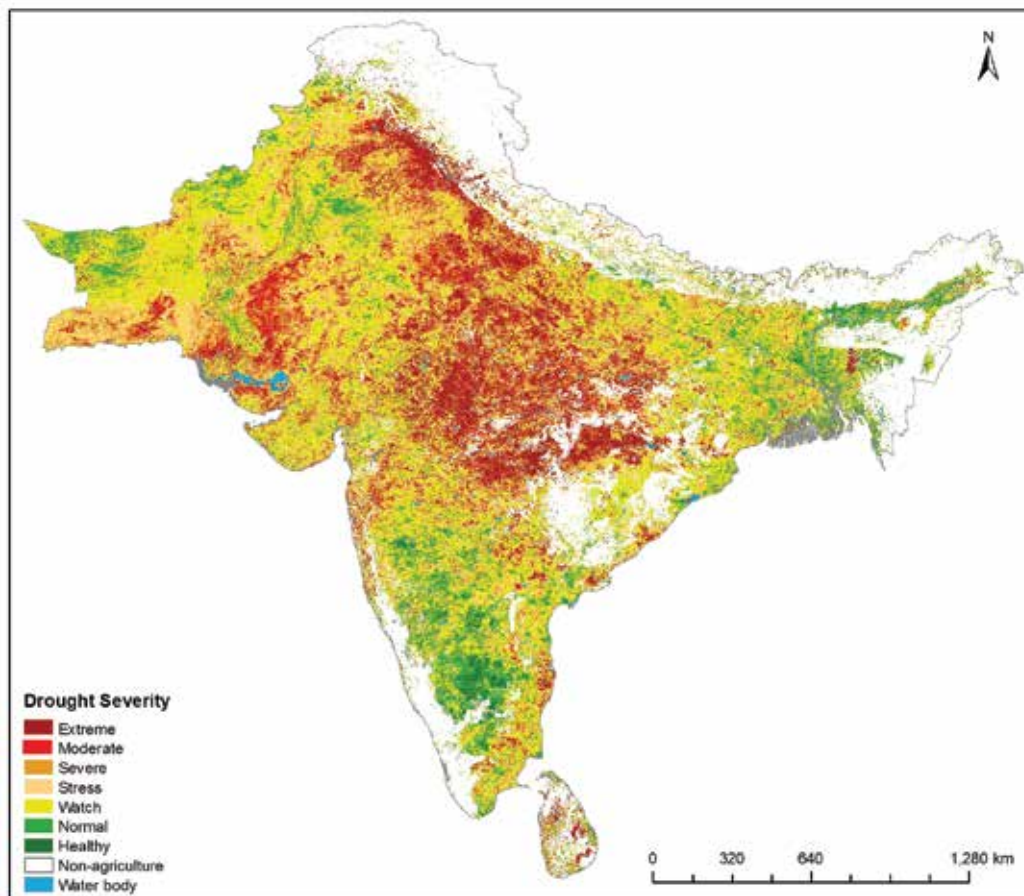 N
Drought Severity
Extreme
Moderate
Severe
Stress
Watch
Normal
Healthy
Non-agriculture
Water body
0 320 640 1,280 km